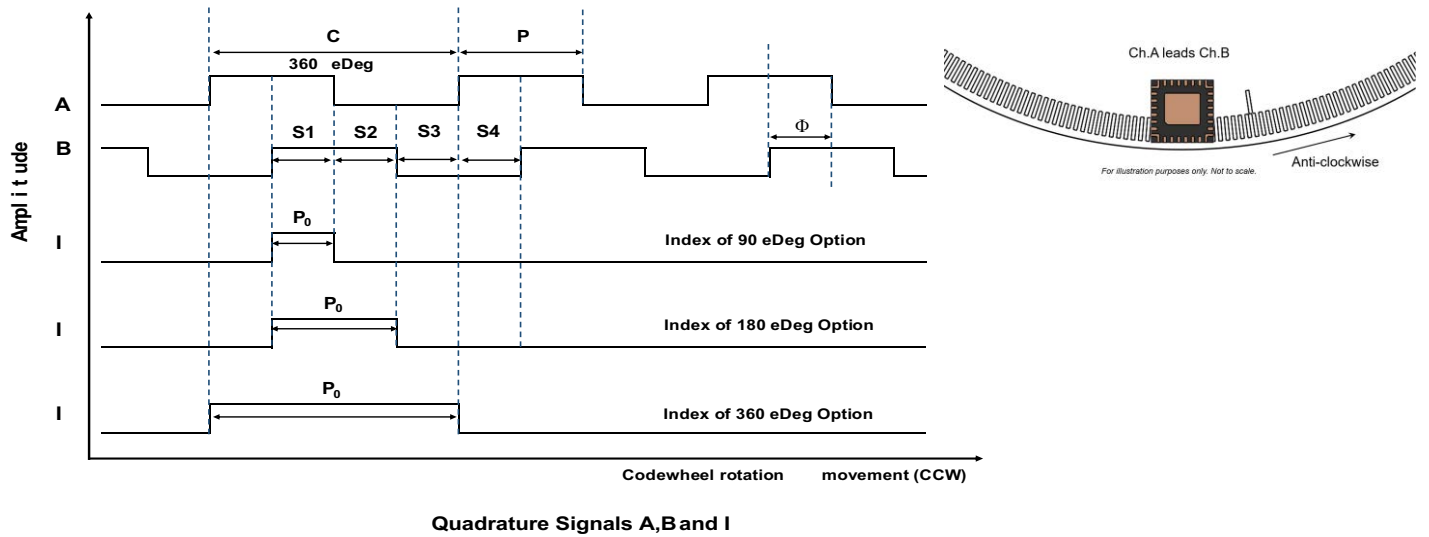 C
P
360 eDeg
A
S1 S2 S3 S4
Φ
B
P0
I
Index of 90 eDeg Option
P0
I
Index of 180 eDeg Option
P0
I
Index of 360 eDeg Option
Amplitude
Codewheel rotation movement (CCW)
Quadrature Signals A,B and I
Ch.A leads Ch.B
Anti-clockwise
For illustration purposes only. Not to scale.